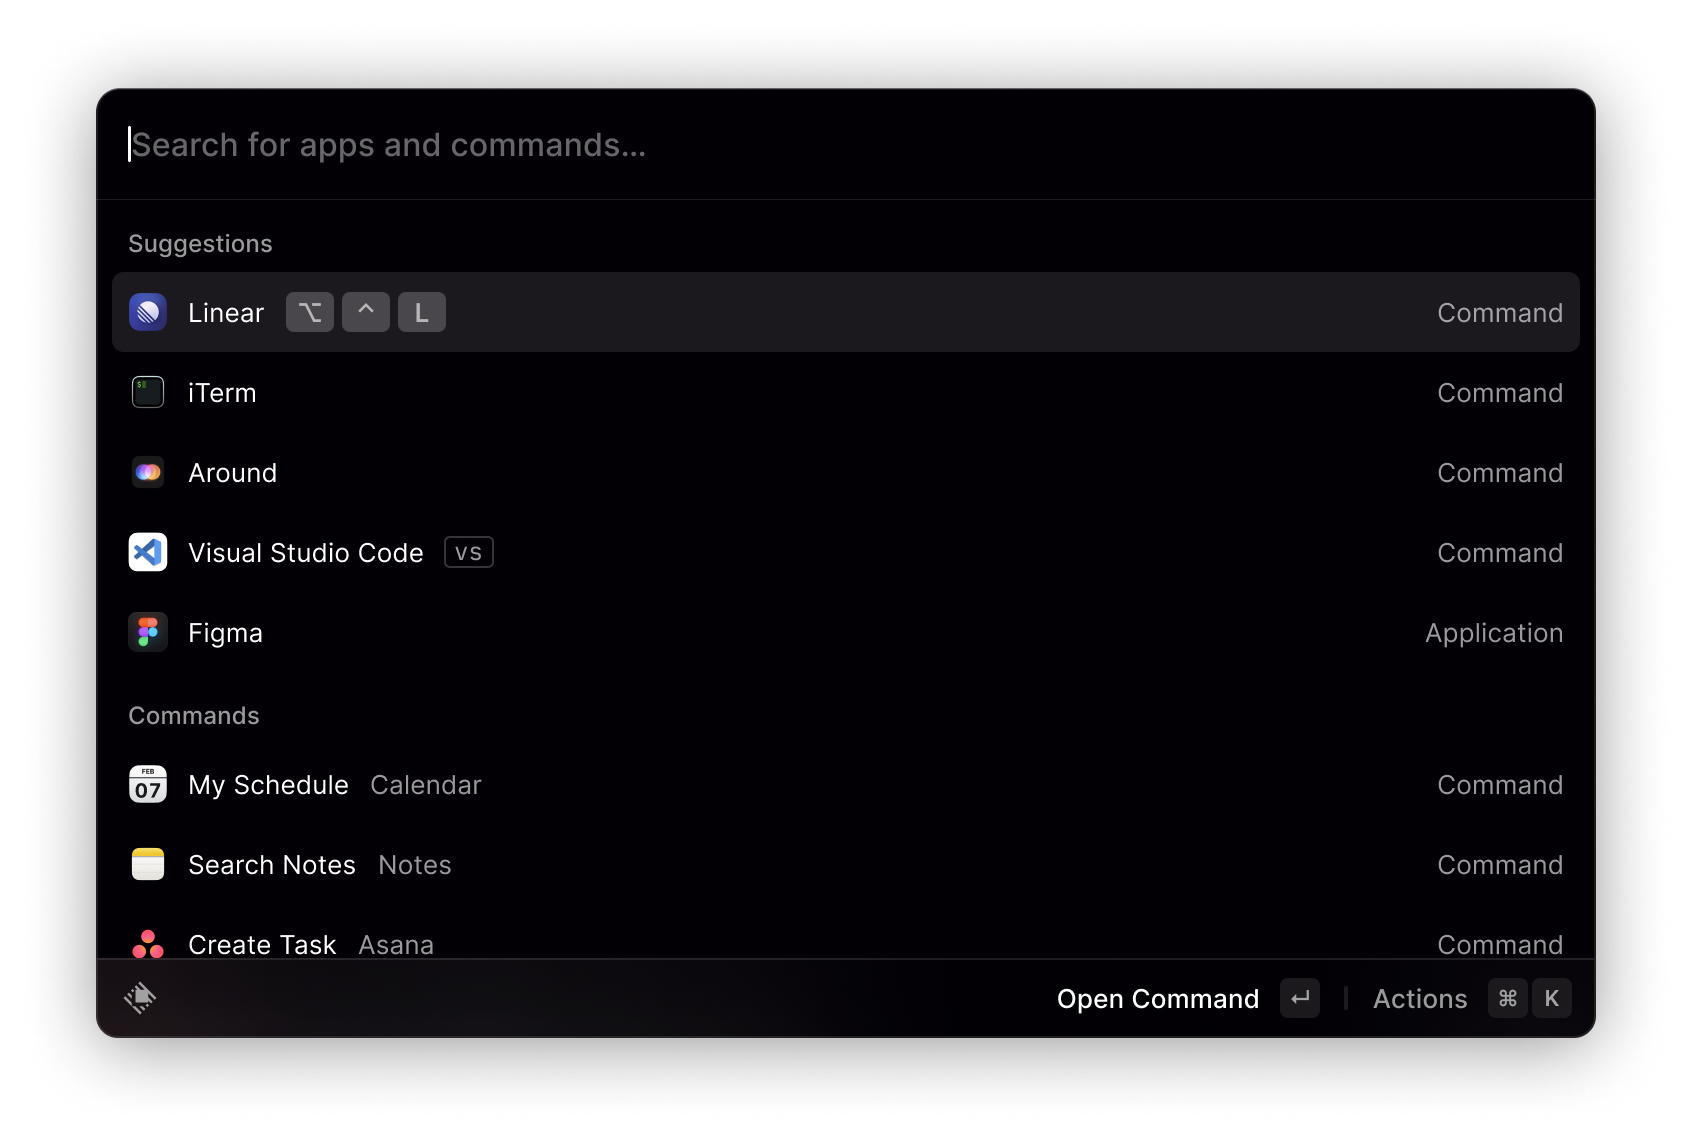 Search for apps and commands...
Suggestions
Linear ⌥ ^ L Command
$
iTerm Command
Around Command
Visual Studio Code vs Command
Figma Application
Commands
FEB
07
My Schedule Calendar Command
Search Notes Notes Command
Create Task Asana Command
Open Command ↵ | Actions ⌘ K